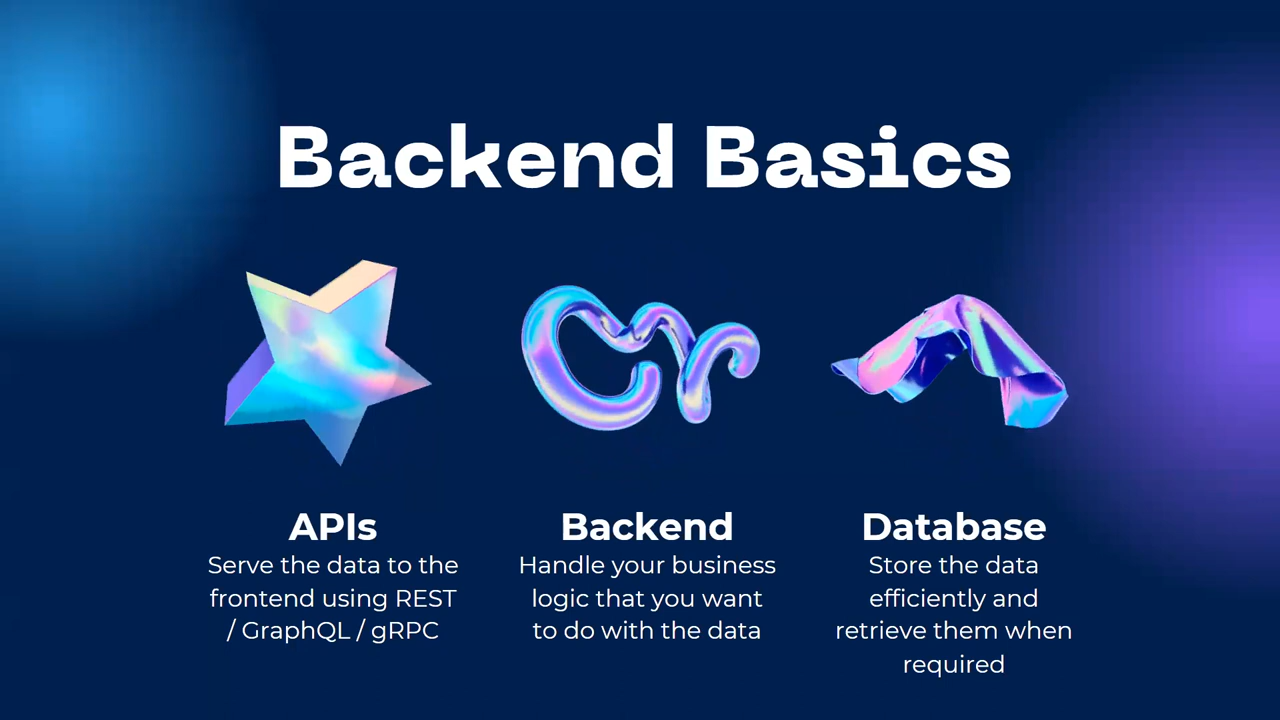 Backend Basics
APIs
Serve the data to the
frontend using REST
/ GraphQL / gRPC
Backend
Handle your business
logic that you want
to do with the data
Database
Store the data
efficiently and
retrieve them when
required